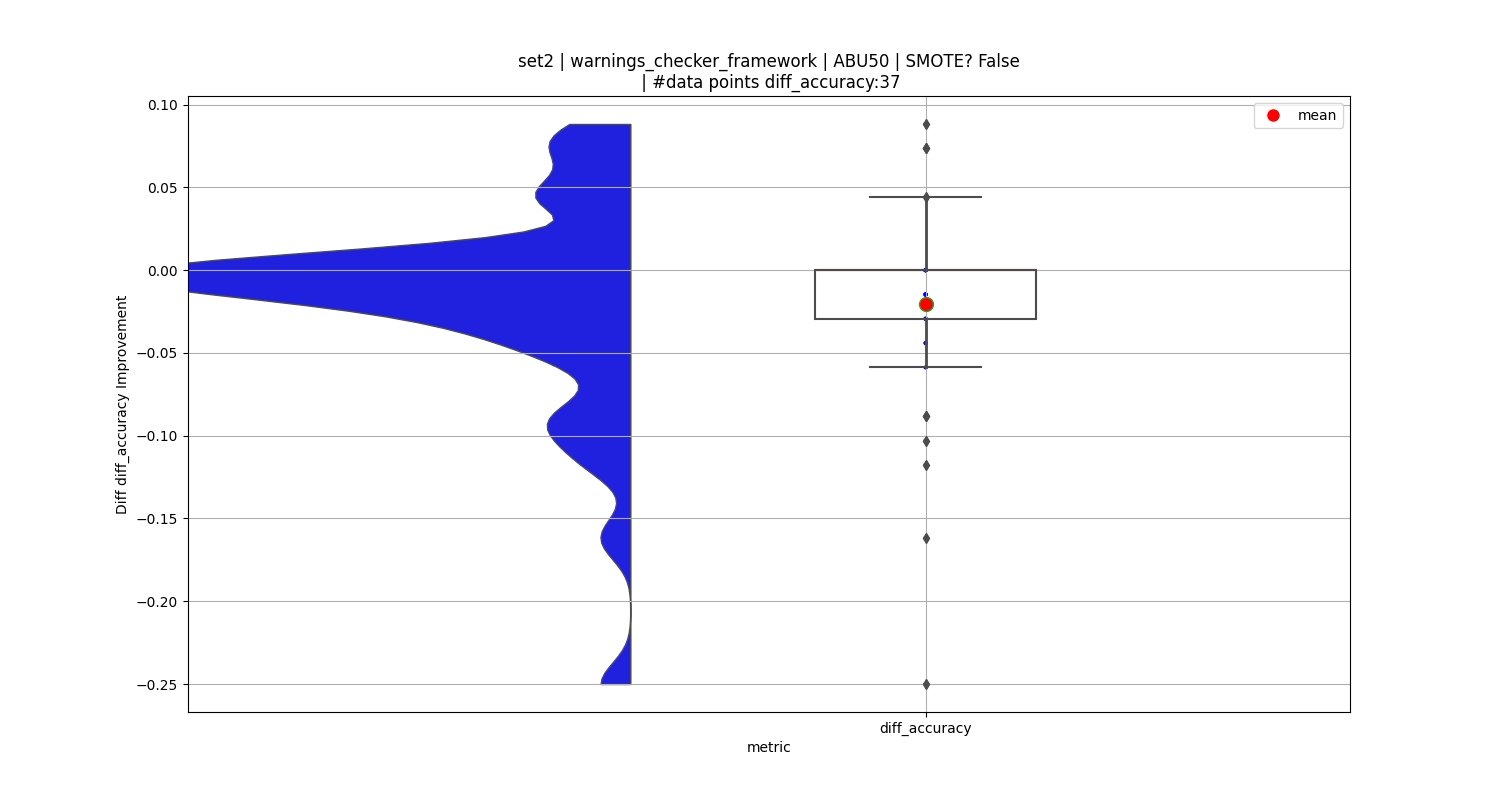 set2 | warnings_checker_framework | ABU50 | SMOTE? False
| #data points diff_accuracy:37
mean
0.10
0.05
0.00
−0.05
−0.10
−0.15
−0.20
−0.25
Diff diff_accuracy Improvement
diff_accuracy
metric